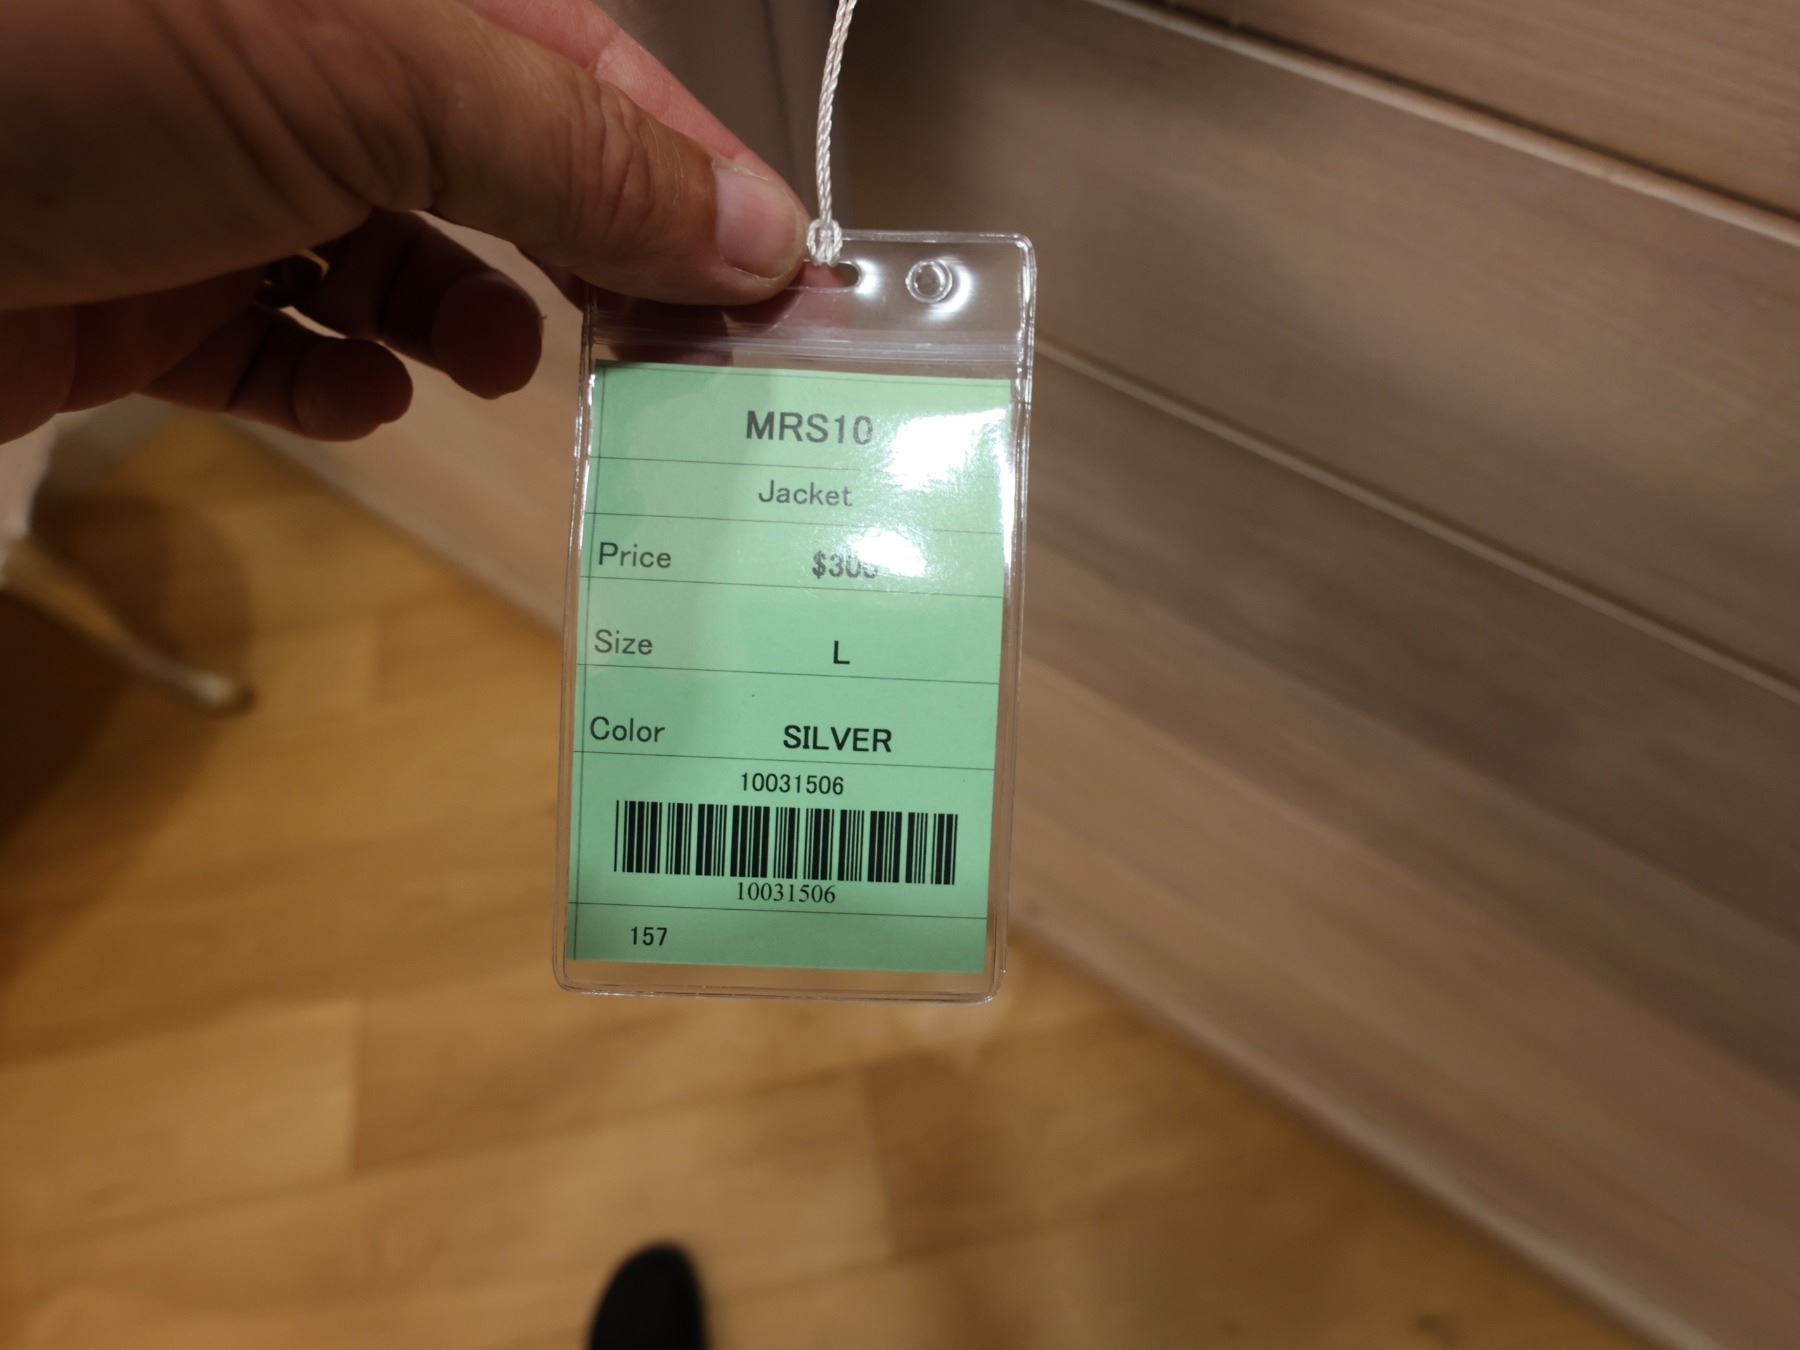 MRS10
Jacket
Price
Size L
Color SILVER
10031506
10031506
157